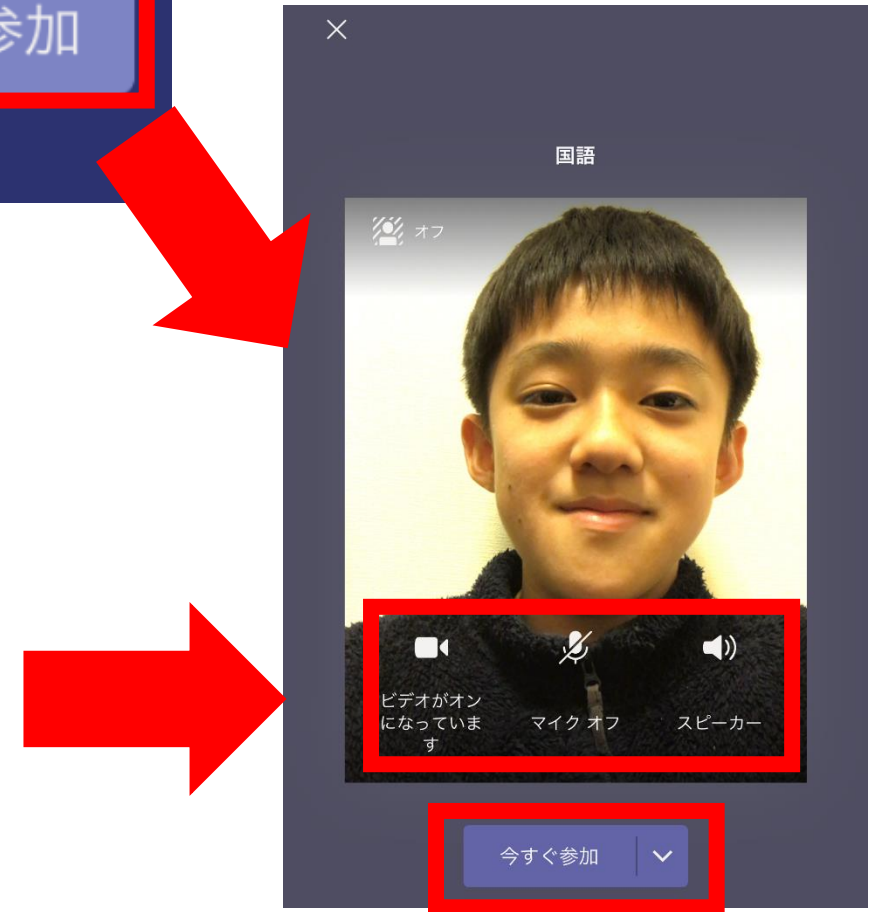 参加
国語
オフ
ビデオがオン
になっていま
す
マイク オフ
スピーカー
今すぐ参加